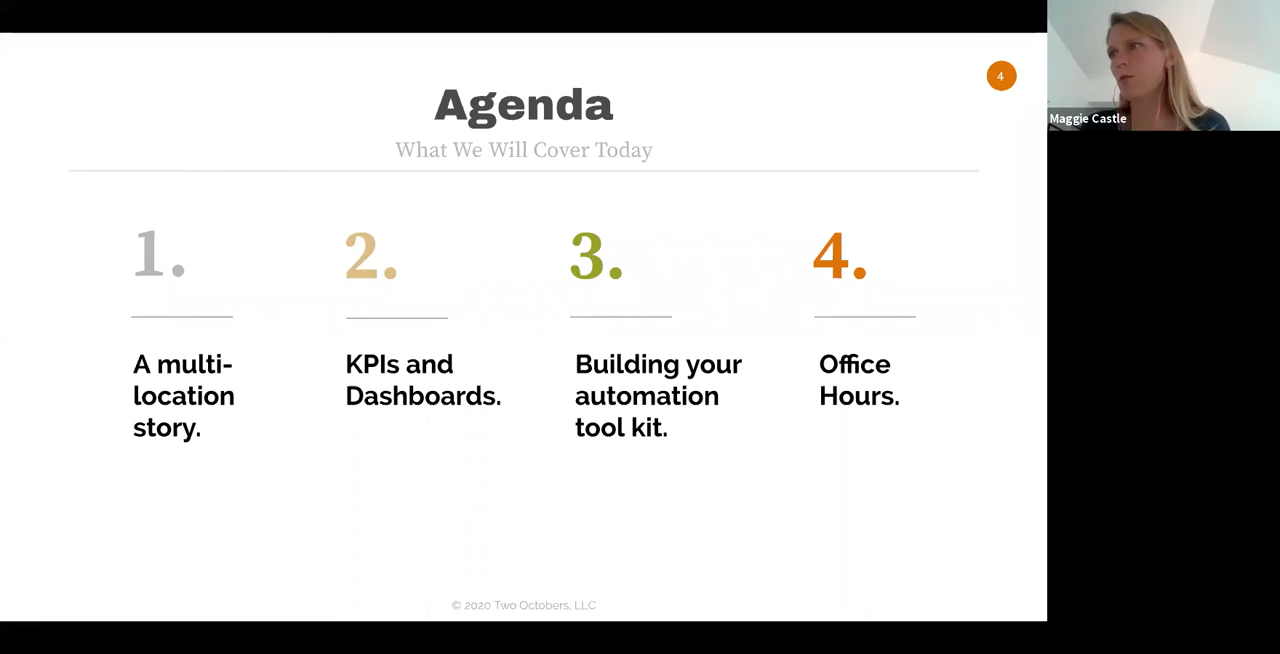 Agenda
What We Will Cover Today
4
Maggie Castle
1.
A multi-
location
story.
2.
KPIs and
Dashboards.
3.
Building your
automation
tool kit.
4.
Office
Hours.
© 2020 Two Octobers, LLC